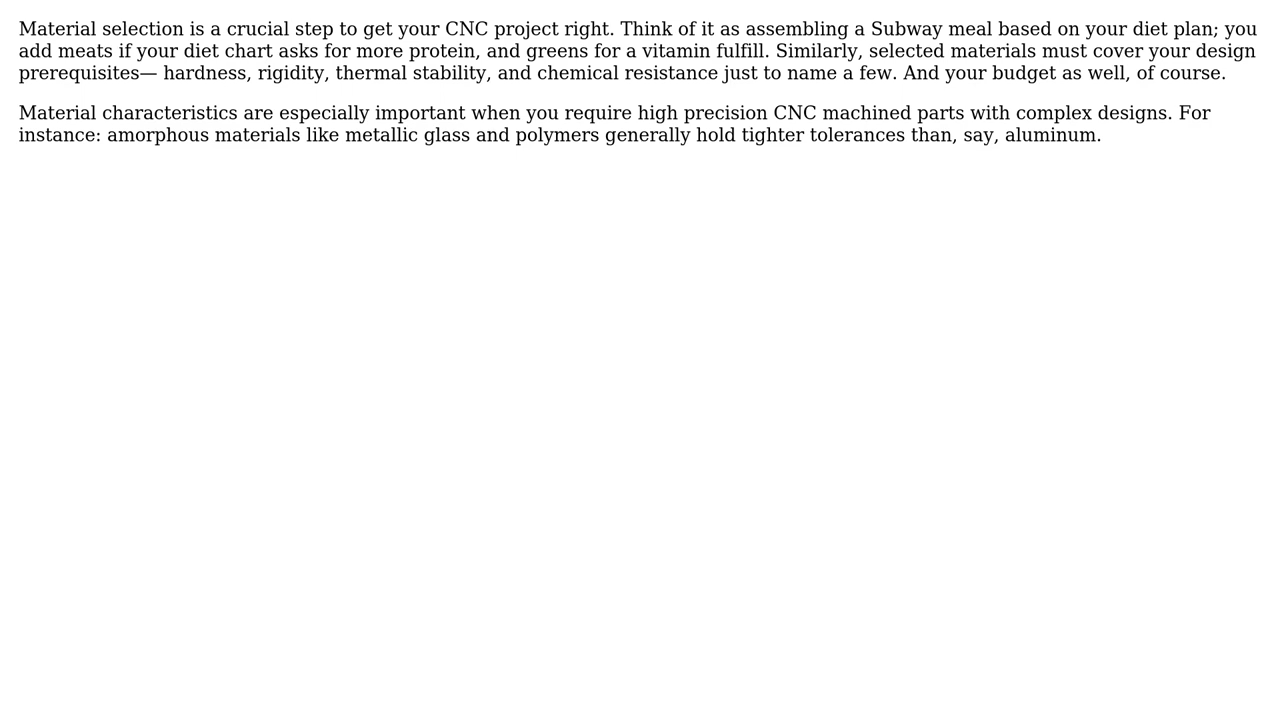 Material selection is a crucial step to get your CNC project right. Think of it as assembling a Subway meal based on your diet plan; you
add meats if your diet chart asks for more protein, and greens for a vitamin fulfill. Similarly, selected materials must cover your design
prerequisites— hardness, rigidity, thermal stability, and chemical resistance just to name a few. And your budget as well, of course.
Material characteristics are especially important when you require high precision CNC machined parts with complex designs. For
instance: amorphous materials like metallic glass and polymers generally hold tighter tolerances than, say, aluminum.